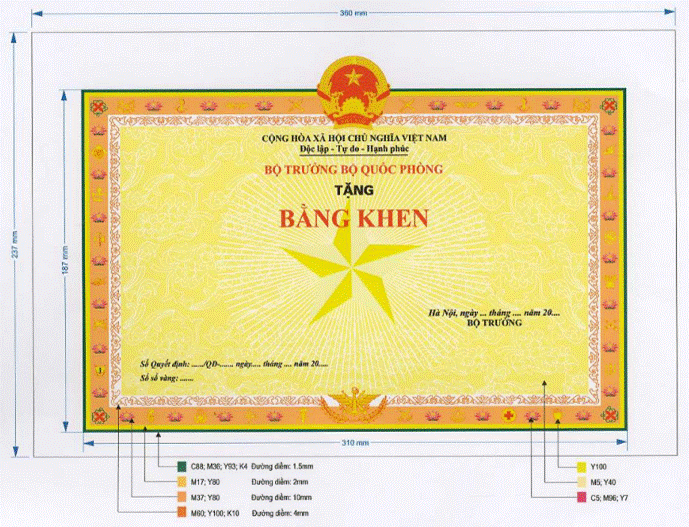 360 mm
237 mm
187 mm
CỘNG HÒA XÃ HỘI CHỦ NGHĨA VIỆT NAM
Độc lập - Tự do - Hạnh phúc
BỘ TRƯỞNG BỘ QUỐC PHÒNG
TẶNG
BẰNG KHEN
Hà Nội, ngày ... tháng .... năm 20....
BỘ TRƯỞNG
Số Quyết định: ....../QĐ-....... ngày..... tháng .... năm 20.....
Số sổ vàng: ......
310 mm
C88; M36; Y93; K4 Đường diềm: 1.5mm
M17; Y80 Đường diềm: 2mm
M37; Y80 Đường diềm: 10mm
M60; Y100; K10 Đường diềm: 4mm
Y100
M5; Y40
C5; M96; Y7